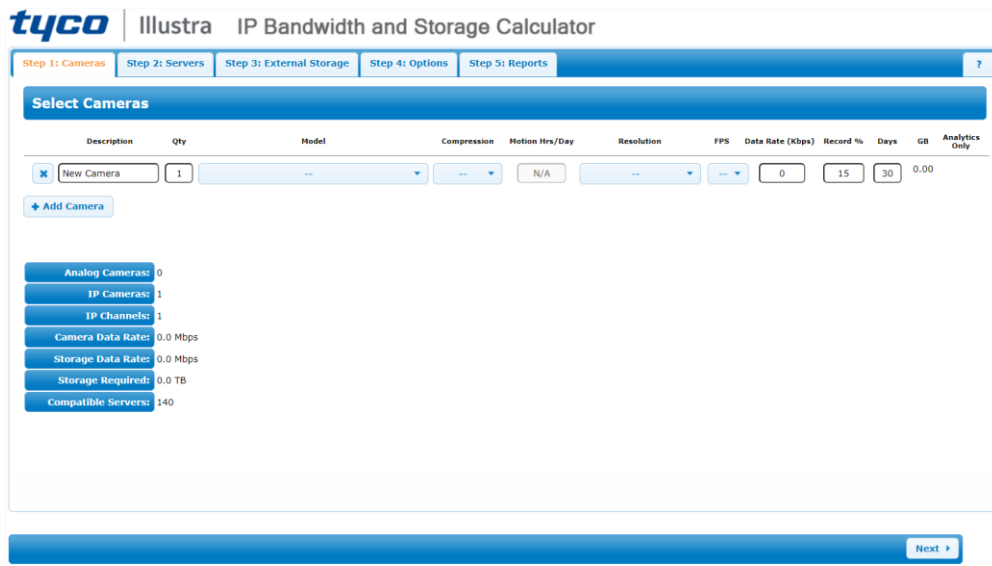 tyco | Illustra IP Bandwidth and Storage Calculator
Step 1: Cameras Step 2: Servers Step 3: External Storage Step 4: Options Step 5: Reports ?
Select Cameras
Description Qty Model Compression Motion Hrs/Day Resolution FPS Data Rate (Kbps) Record % Days GB Analytics Only
✖ New Camera 1 -- -- N/A -- -- 0 15 30 0.00
+ Add Camera
Analog Cameras: 0
IP Cameras: 1
IP Channels: 1
Camera Data Rate: 0.0 Mbps
Storage Data Rate: 0.0 Mbps
Storage Required: 0.0 TB
Compatible Servers: 140
Next